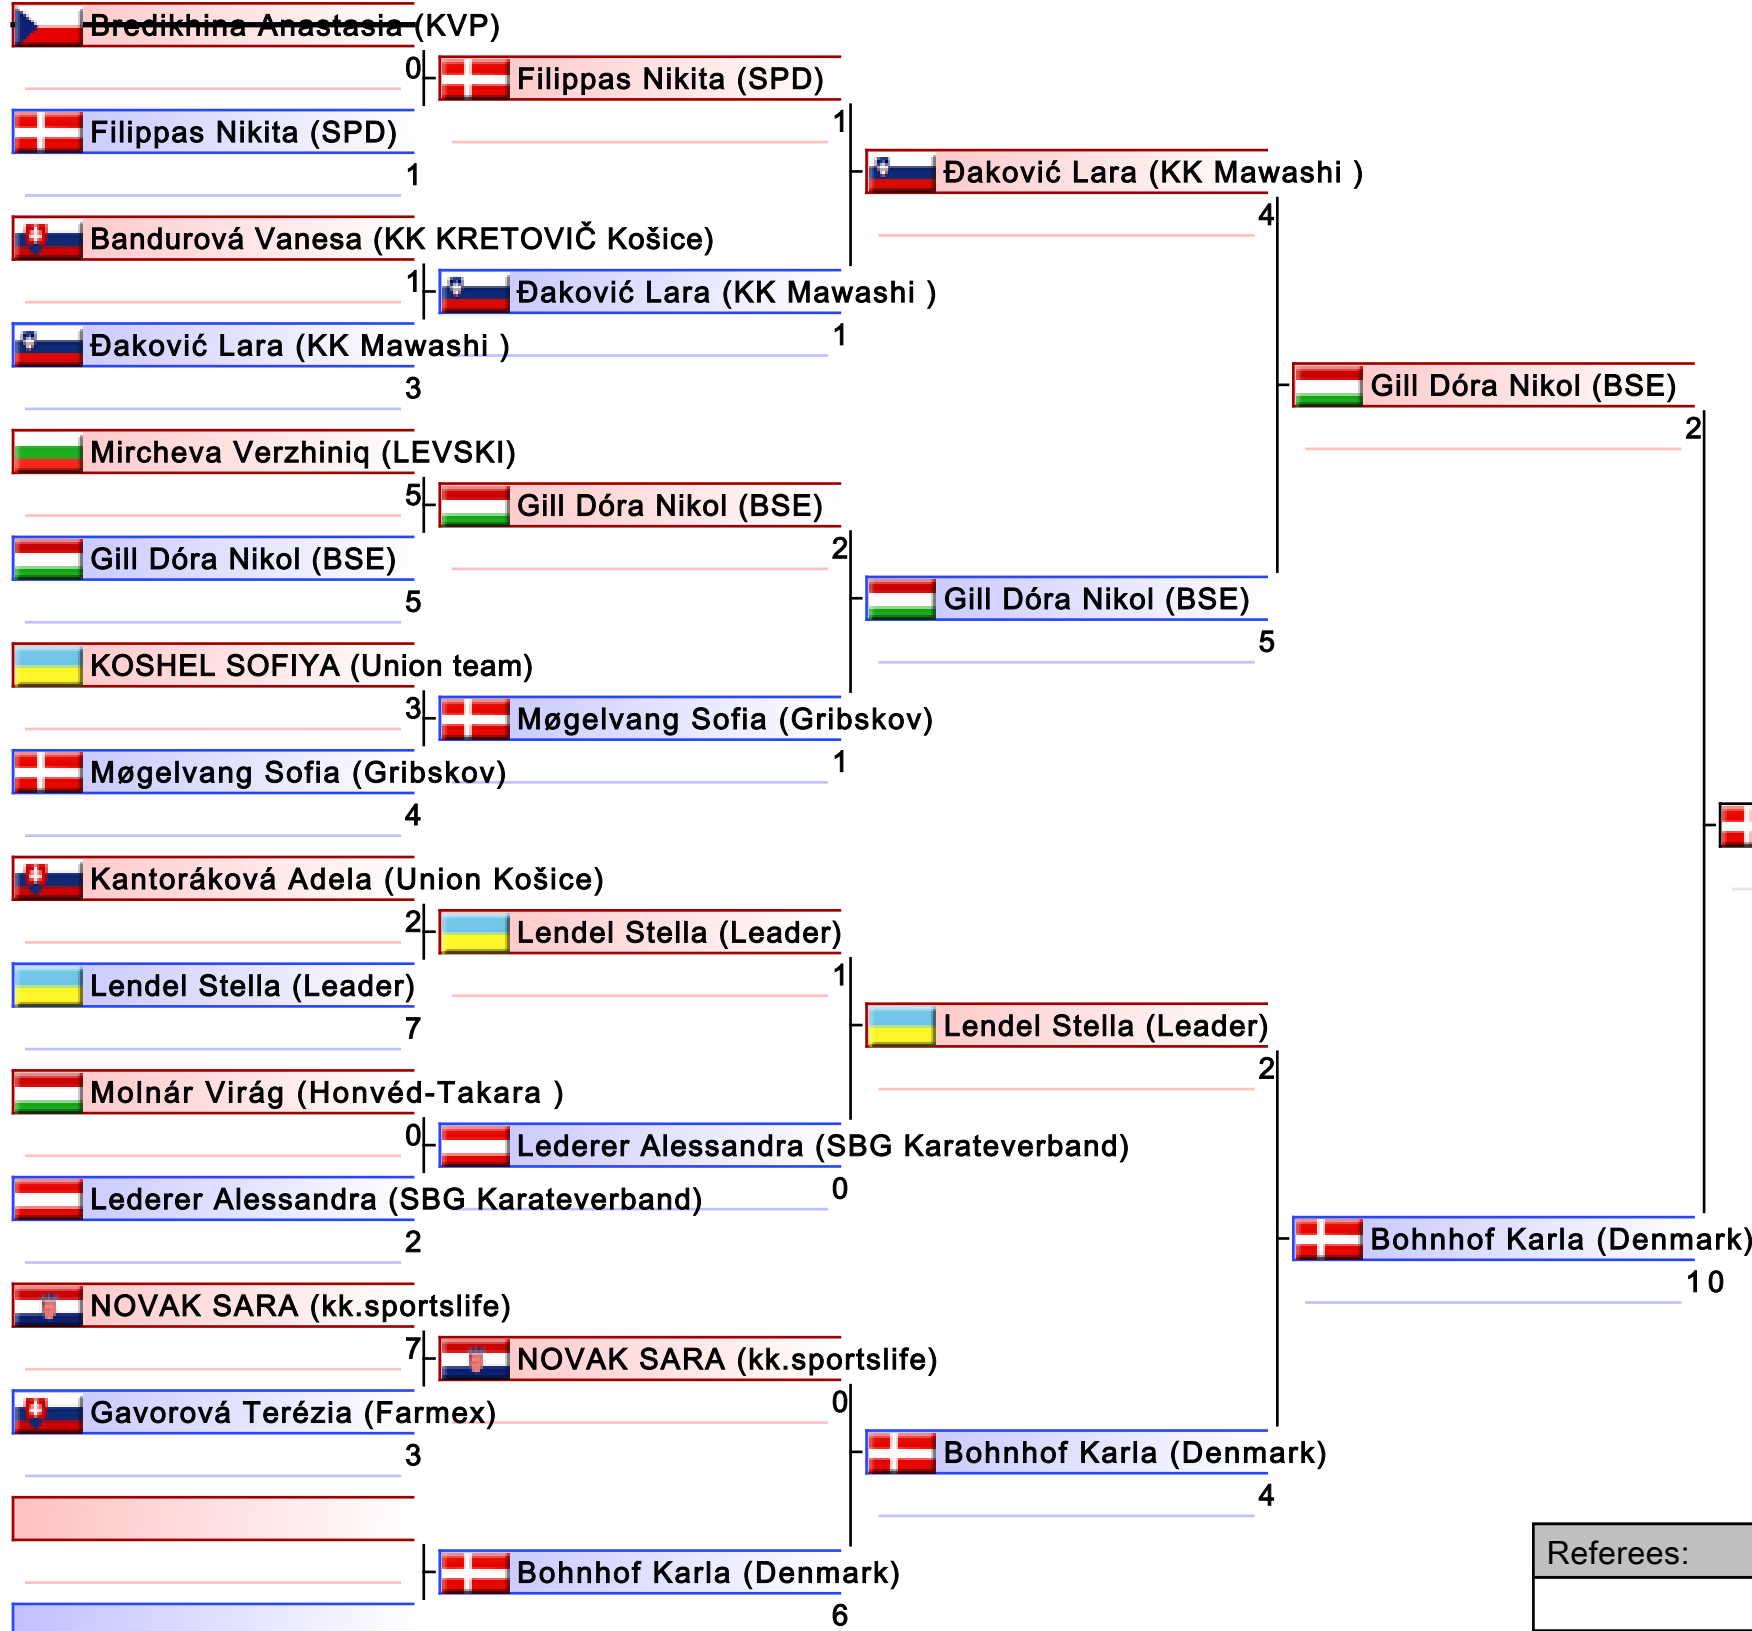 Bredikhina Anastasia (KVP)
0
Filippas Nikita (SPD)
1
Bandurová Vanesa (KK KRETOVIČ Košice)
1
Đaković Lara (KK Mawashi )
3
Mircheva Verzhiniq (LEVSKI)
5
Gill Dóra Nikol (BSE)
5
KOSHEL SOFIYA (Union team)
3
Møgelvang Sofia (Gribskov)
4
Kantoráková Adela (Union Košice)
2
Lendel Stella (Leader)
7
Molnár Virág (Honvéd-Takara )
0
Lederer Alessandra (SBG Karateverband)
2
NOVAK SARA (kk.sportslife)
7
Gavorová Terézia (Farmex)
3
Filippas Nikita (SPD)
1
Đaković Lara (KK Mawashi )
1
Gill Dóra Nikol (BSE)
2
Møgelvang Sofia (Gribskov)
1
Lendel Stella (Leader)
1
Lederer Alessandra (SBG Karateverband)
0
NOVAK SARA (kk.sportslife)
0
Bohnhof Karla (Denmark)
6
Đaković Lara (KK Mawashi )
4
Gill Dóra Nikol (BSE)
5
Lendel Stella (Leader)
2
Bohnhof Karla (Denmark)
4
Gill Dóra Nikol (BSE)
2
Bohnhof Karla (Denmark)
10
Referees: